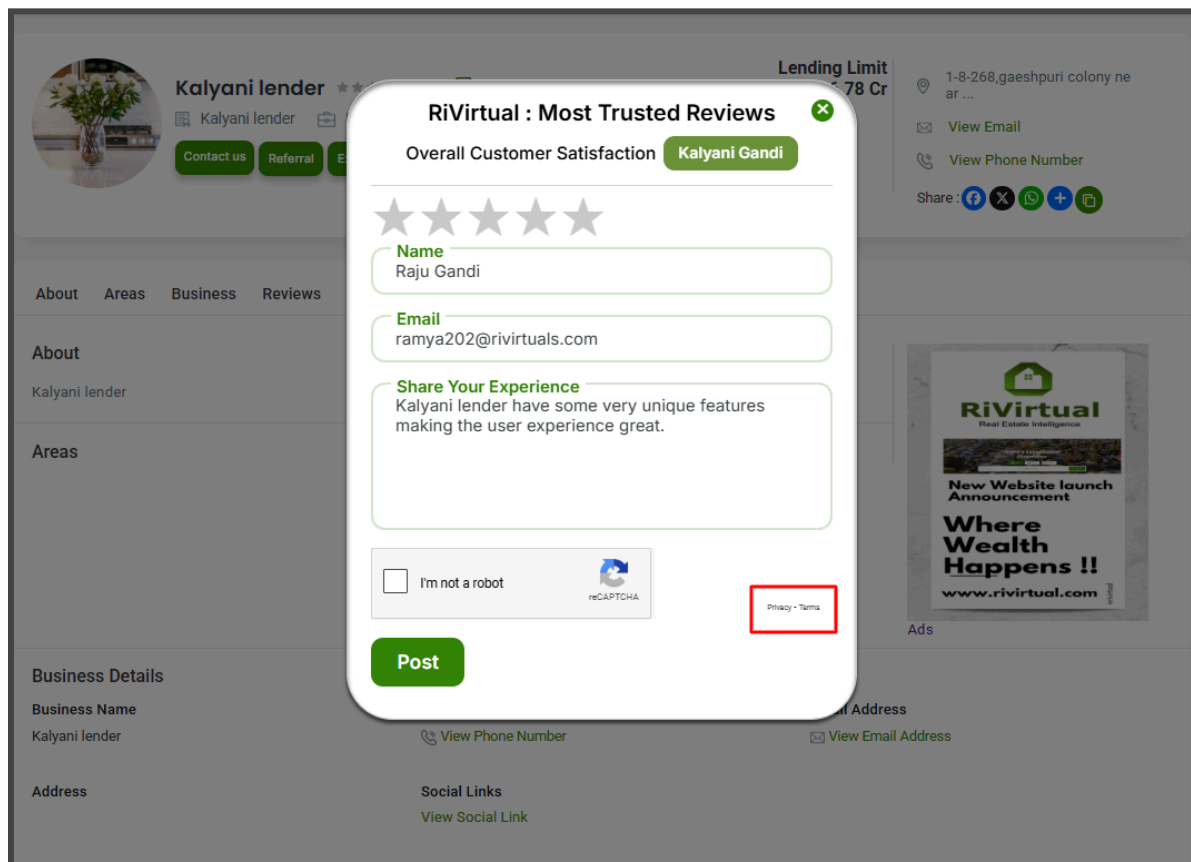 Kalyani lender
Kalyani lender
Contact us
Referral
Lending Limit
78 Cr
1-8-268,gaeshpuri colony ne
ar ...
View Email
View Phone Number
Share :
RiVirtual : Most Trusted Reviews
Overall Customer Satisfaction Kalyani Gandi
Name
Raju Gandi
Email
ramya202@rivirtuals.com
Share Your Experience
Kalyani lender have some very unique features
making the user experience great.
I'm not a robot
reCAPTCHA
Privacy - Terms
Post
About Areas Business Reviews
About
Kalyani lender
Areas
RiVirtual
Real Estate Intelligence
New Website launch
Announcement
Where
Wealth
Happens !!
www.rivirtual.com
Ads
Business Details
Business Name
Kalyani lender
View Phone Number
Address
View Email Address
Address
Social Links
View Social Link